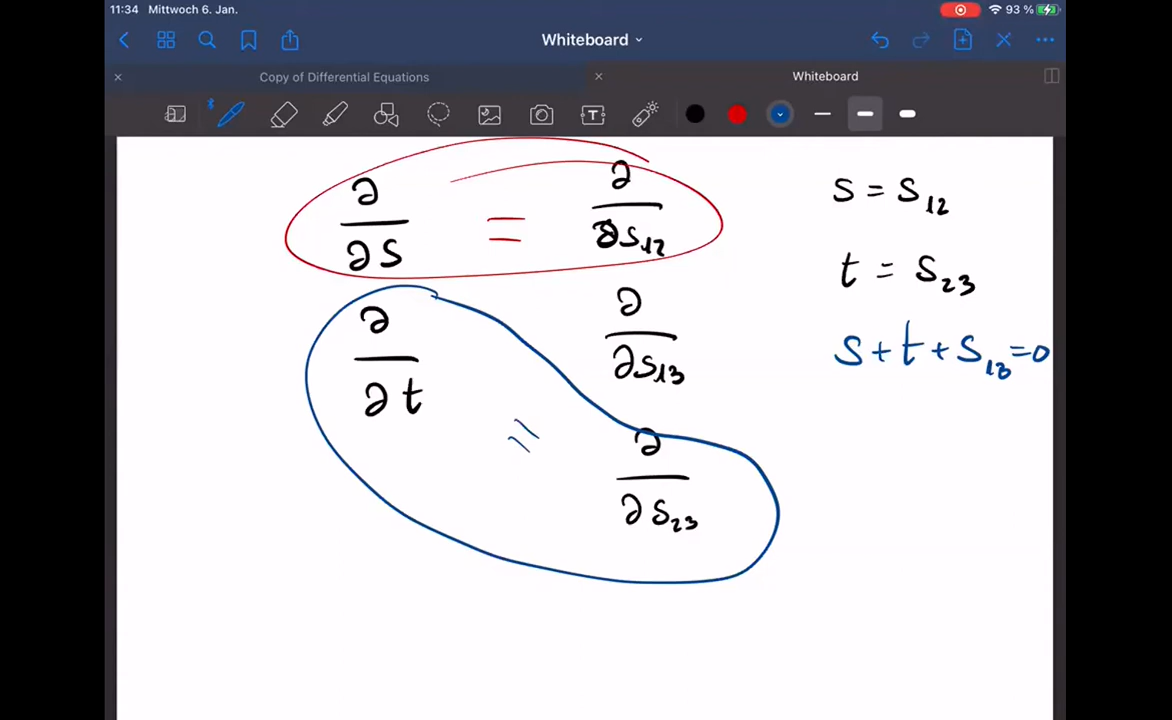 11:34 Mittwoch 6. Jan. 93 %
Whiteboard
Copy of Differential Equations Whiteboard
T
∂/∂s = ∂/∂s₁₂
∂/∂s₁₃
∂/∂t = ∂/∂s₂₃
s = s₁₂
t = s₂₃
s + t + s₁₃ = 0